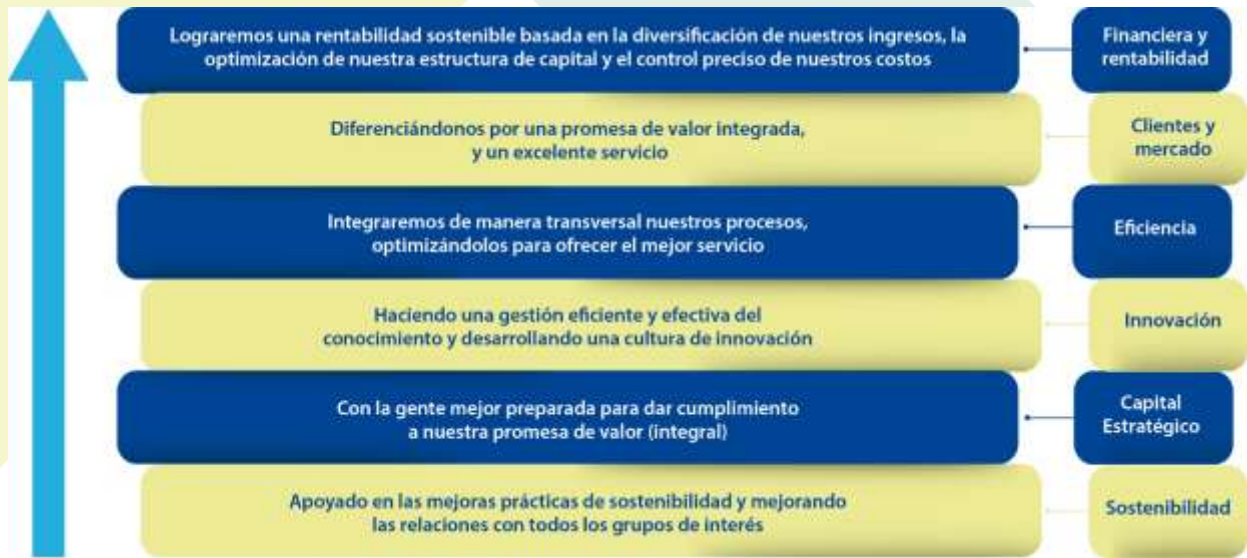 Lograremos una rentabilidad sostenible basada en la diversificación de nuestros ingresos, la
optimización de nuestra estructura de capital y el control preciso de nuestros costos
Financiera y
rentabilidad
Diferenciándonos por una promesa de valor integrada,
y un excelente servicio
Clientes y
mercado
Integraremos de manera transversal nuestros procesos,
optimizándolos para ofrecer el mejor servicio
Eficiencia
Haciendo una gestión eficiente y efectiva del
conocimiento y desarrollando una cultura de innovación
Innovación
Con la gente mejor preparada para dar cumplimiento
a nuestra promesa de valor (integral)
Capital
Estratégico
Apoyado en las mejoras prácticas de sostenibilidad y mejorando
las relaciones con todos los grupos de interés
Sostenibilidad